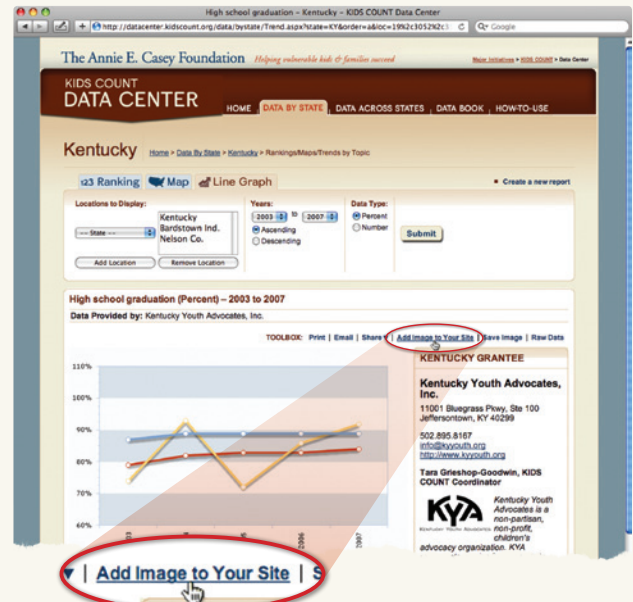 High school graduation – Kentucky – KIDS COUNT Data Center
http://datacenter.kidscount.org/data/bystate/Trend.aspx?state=KY&order=a&loc=19%2c3052%2c3
Google
The Annie E. Casey Foundation Helping vulnerable kids & families succeed
Major Initiatives > KIDS COUNT > Data Center
KIDS COUNT
DATA CENTER
HOME DATA BY STATE DATA ACROSS STATES DATA BOOK HOW-TO-USE
Kentucky Home > Data By State > Kentucky > Rankings/Maps/Trends by Topic
123 Ranking Map Line Graph
Create a new report
Locations to Display:
-- State --
Kentucky
Bardstown Ind.
Nelson Co.
Add Location Remove Location
Years:
2003 to 2007
Ascending
Descending
Data Type:
Percent
Number
Submit
High school graduation (Percent) – 2003 to 2007
Data Provided by: Kentucky Youth Advocates, Inc.
TOOLBOX: Print | Email | Share ▾ | Add Image to Your Site | Save Image | Raw Data
110%
100%
90%
80%
70%
60%
03
05
2006
2007
KENTUCKY GRANTEE
Kentucky Youth Advocates,
Inc.
11001 Bluegrass Pkwy, Ste 100
Jeffersontown, KY 40299
502.895.8167
info@kyyouth.org
http://www.kyyouth.org
Tara Grieshop-Goodwin, KIDS
COUNT Coordinator
KYA
KENTUCKY YOUTH ADVOCATES
Kentucky Youth
Advocates is a
non-partisan,
non-profit,
children's
advocacy organization. KYA
▾ | Add Image to Your Site | S